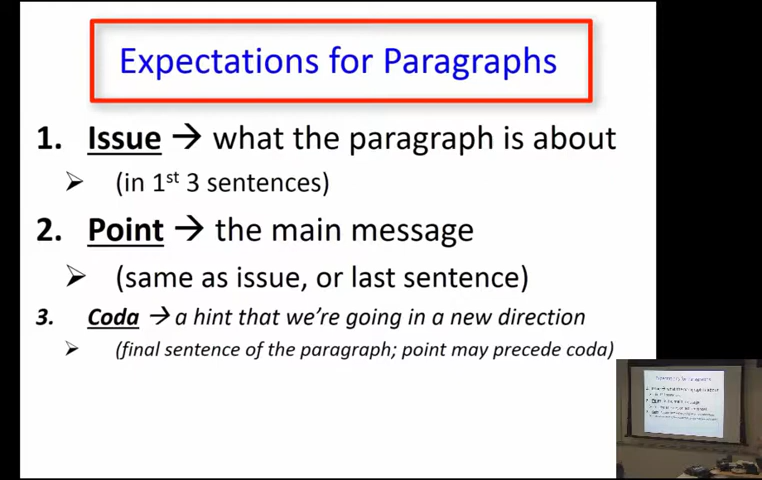 Expectations for Paragraphs
1. Issue → what the paragraph is about
➢ (in 1st 3 sentences)
2. Point → the main message
➢ (same as issue, or last sentence)
3. Coda → a hint that we're going in a new direction
➢ (final sentence of the paragraph; point may precede coda)